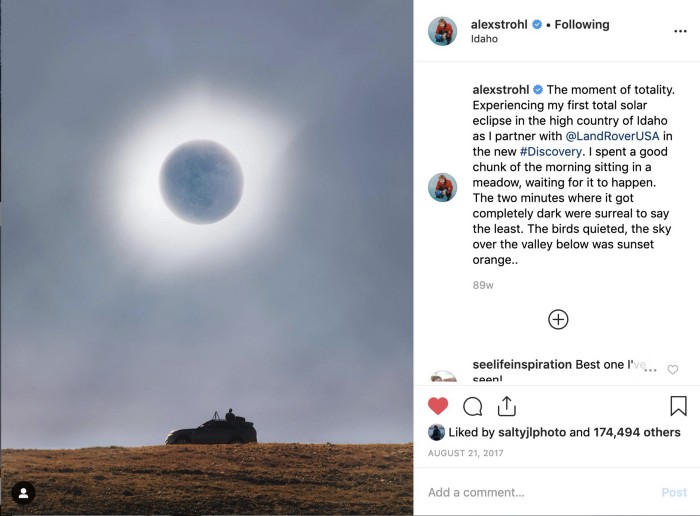 alexstrohl • Following
Idaho
alexstrohl The moment of totality.
Experiencing my first total solar
eclipse in the high country of Idaho
as I partner with @LandRoverUSA in
the new #Discovery. I spent a good
chunk of the morning sitting in a
meadow, waiting for it to happen.
The two minutes where it got
completely dark were surreal to say
the least. The birds quieted, the sky
over the valley below was sunset
orange..
89w
seelifeinspiration Best one I've
seen!
Liked by saltyjlphoto and 174,494 others
AUGUST 21, 2017
Add a comment...
Post